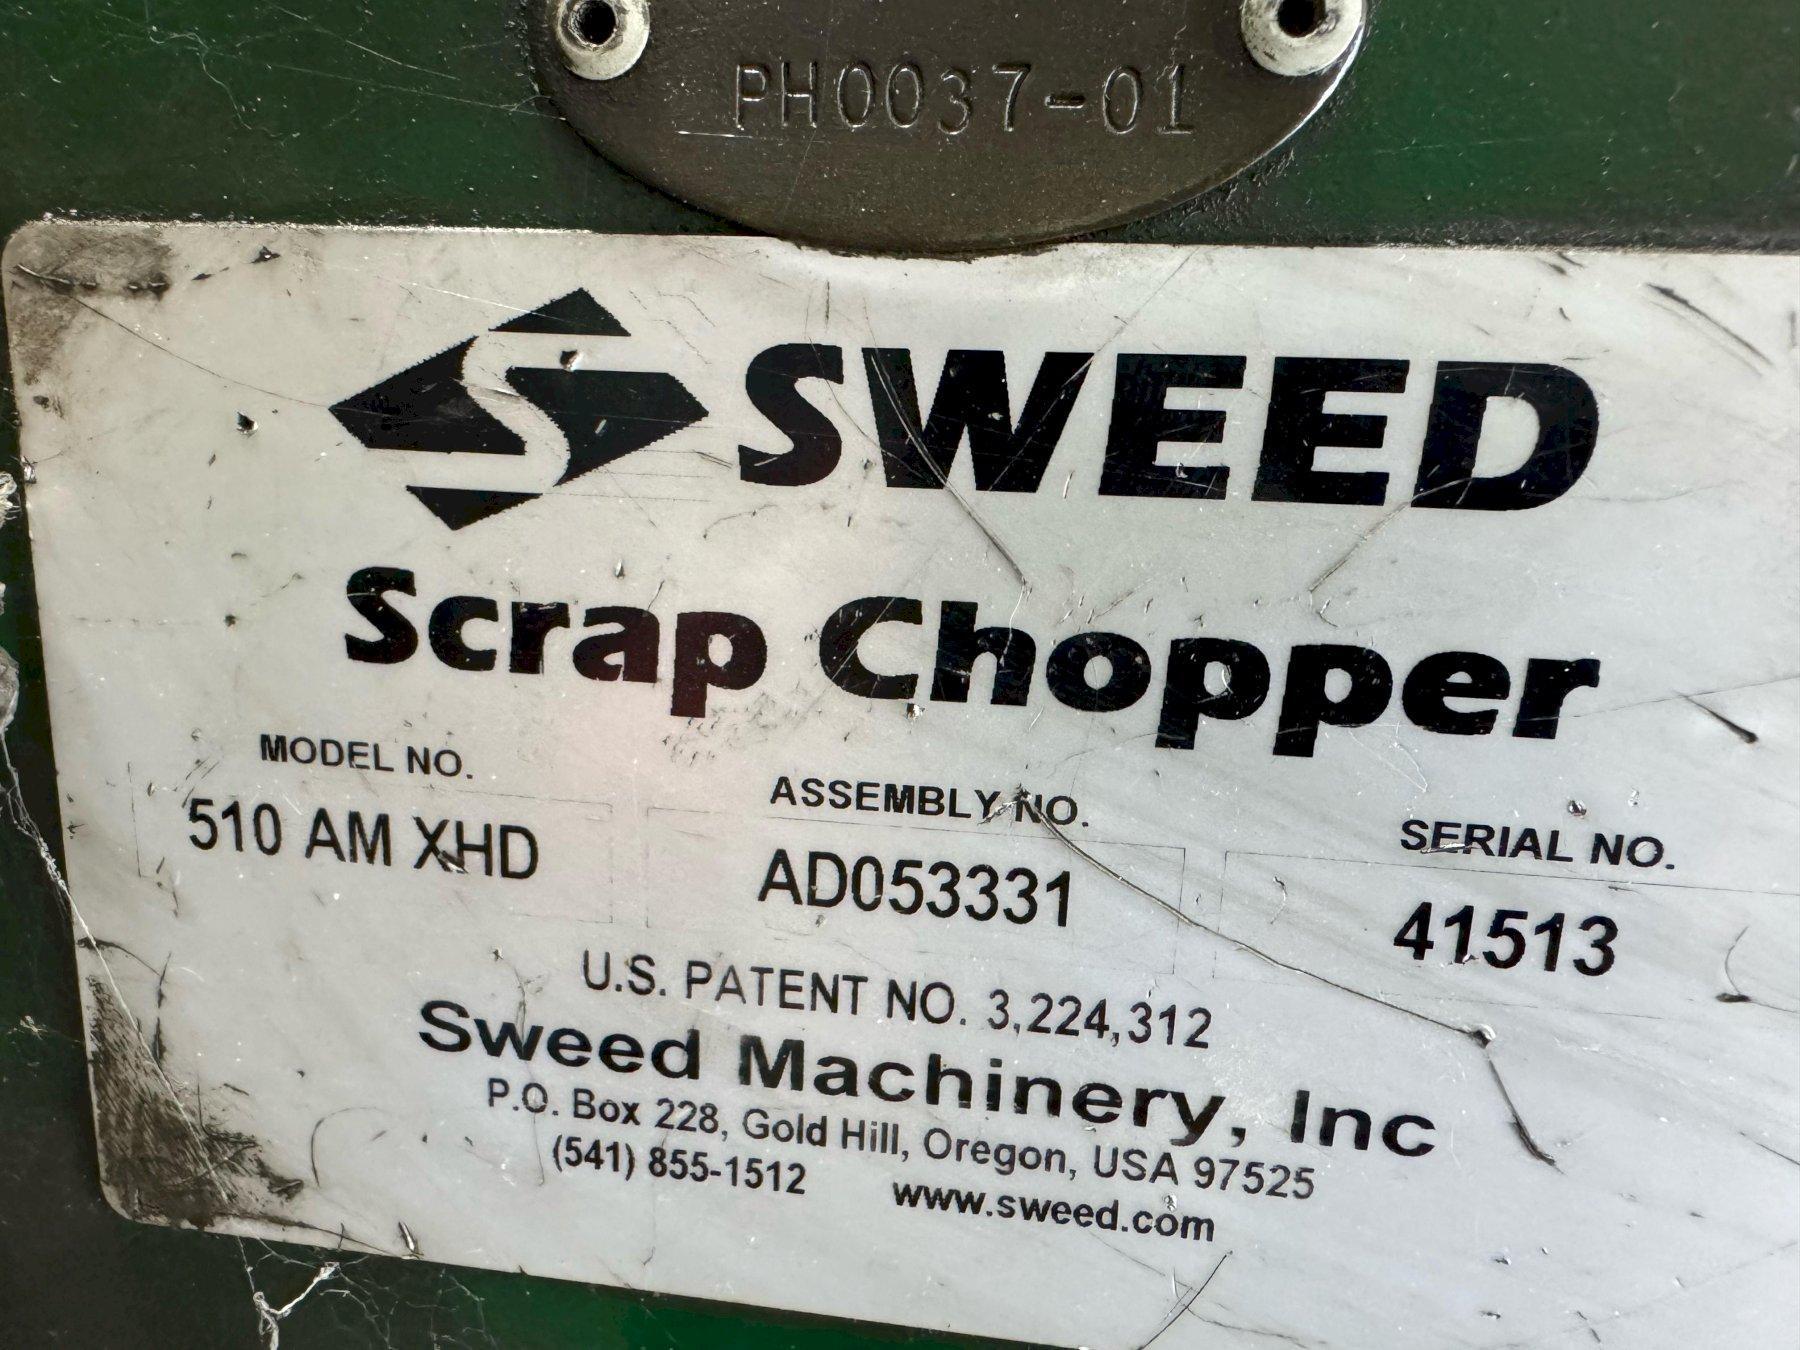 PH0037-01
SWEED
Scrap Chopper
MODEL NO. ASSEMBLY NO. SERIAL NO.
510 AM XHD AD053331 41513
U.S. PATENT NO. 3,224,312
Sweed Machinery, Inc
P.O. Box 228, Gold Hill, Oregon, USA 97525
(541) 855-1512 www.sweed.com